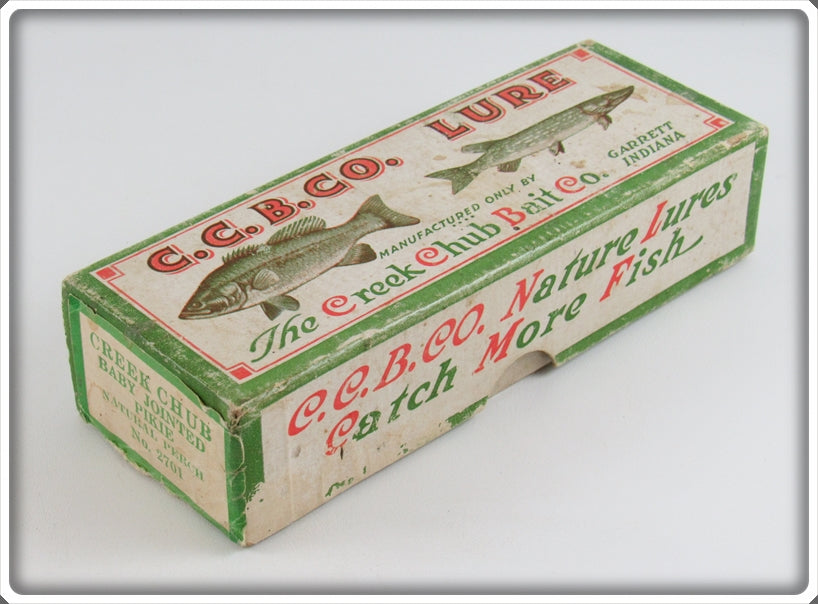 C.C.B.CO. LURE
MANUFACTURED ONLY BY
The Creek Chub Bait Co.
GARRETT
INDIANA
C.C.B.CO. Nature Lures
Catch More Fish
CREEK CHUB
BABY JOINTED
PIKIE
NATURAL PERCH
No. 2701